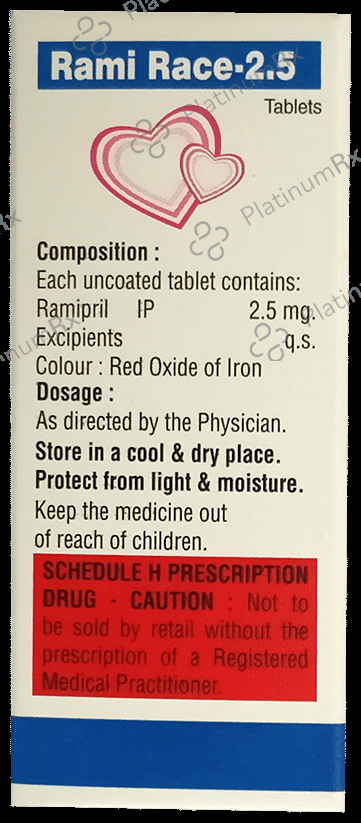 Rami Race-2.5
Tablets
Composition :
Each uncoated tablet contains:
Ramipril IP 2.5 mg.
Excipients q.s.
Colour : Red Oxide of Iron
Dosage :
As directed by the Physician.
Store in a cool & dry place.
Protect from light & moisture.
Keep the medicine out
of reach of children.
SCHEDULE H PRESCRIPTION
DRUG - CAUTION : Not to
be sold by retail without the
prescription of a Registered
Medical Practitioner.
PlatinumRx
PlatinumRx
PlatinumRx